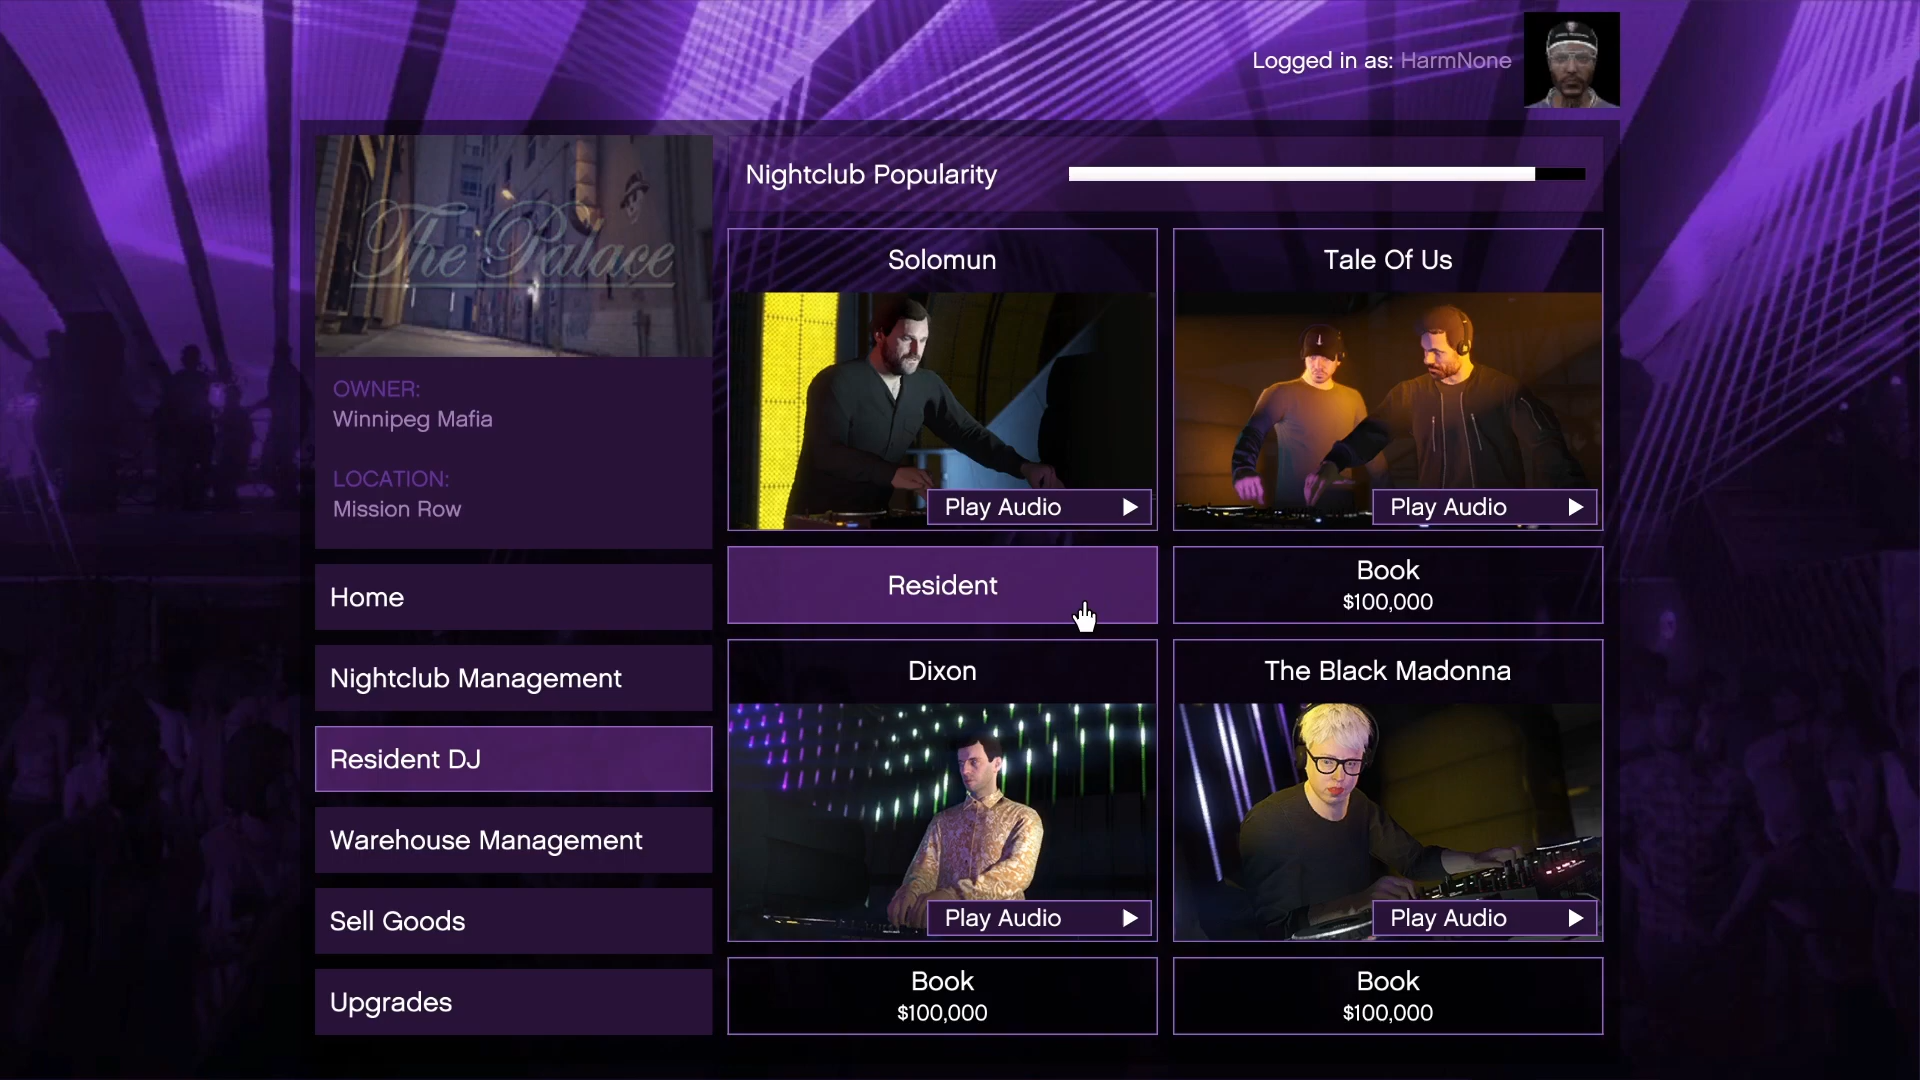 Logged in as: HarmNone
The Palace
OWNER:
Winnipeg Mafia
LOCATION:
Mission Row
Home
Nightclub Management
Resident DJ
Warehouse Management
Sell Goods
Upgrades
Nightclub Popularity
Solomun
Play Audio
Resident
Tale Of Us
Play Audio
Book
$100,000
Dixon
Play Audio
Book
$100,000
The Black Madonna
Play Audio
Book
$100,000